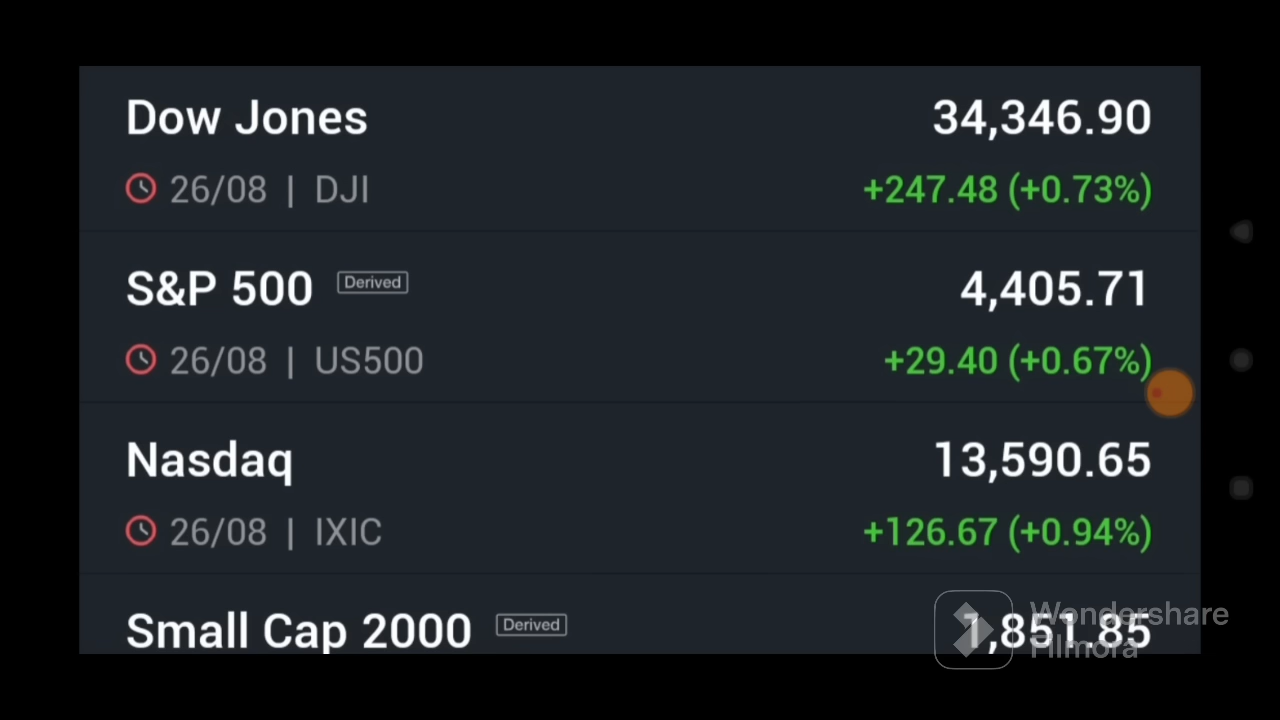 Dow Jones 34,346.90
26/08 | DJI +247.48 (+0.73%)
S&P 500 Derived 4,405.71
26/08 | US500 +29.40 (+0.67%)
Nasdaq 13,590.65
26/08 | IXIC +126.67 (+0.94%)
Small Cap 2000 Derived 1,851.85
Wondershare
Filmora